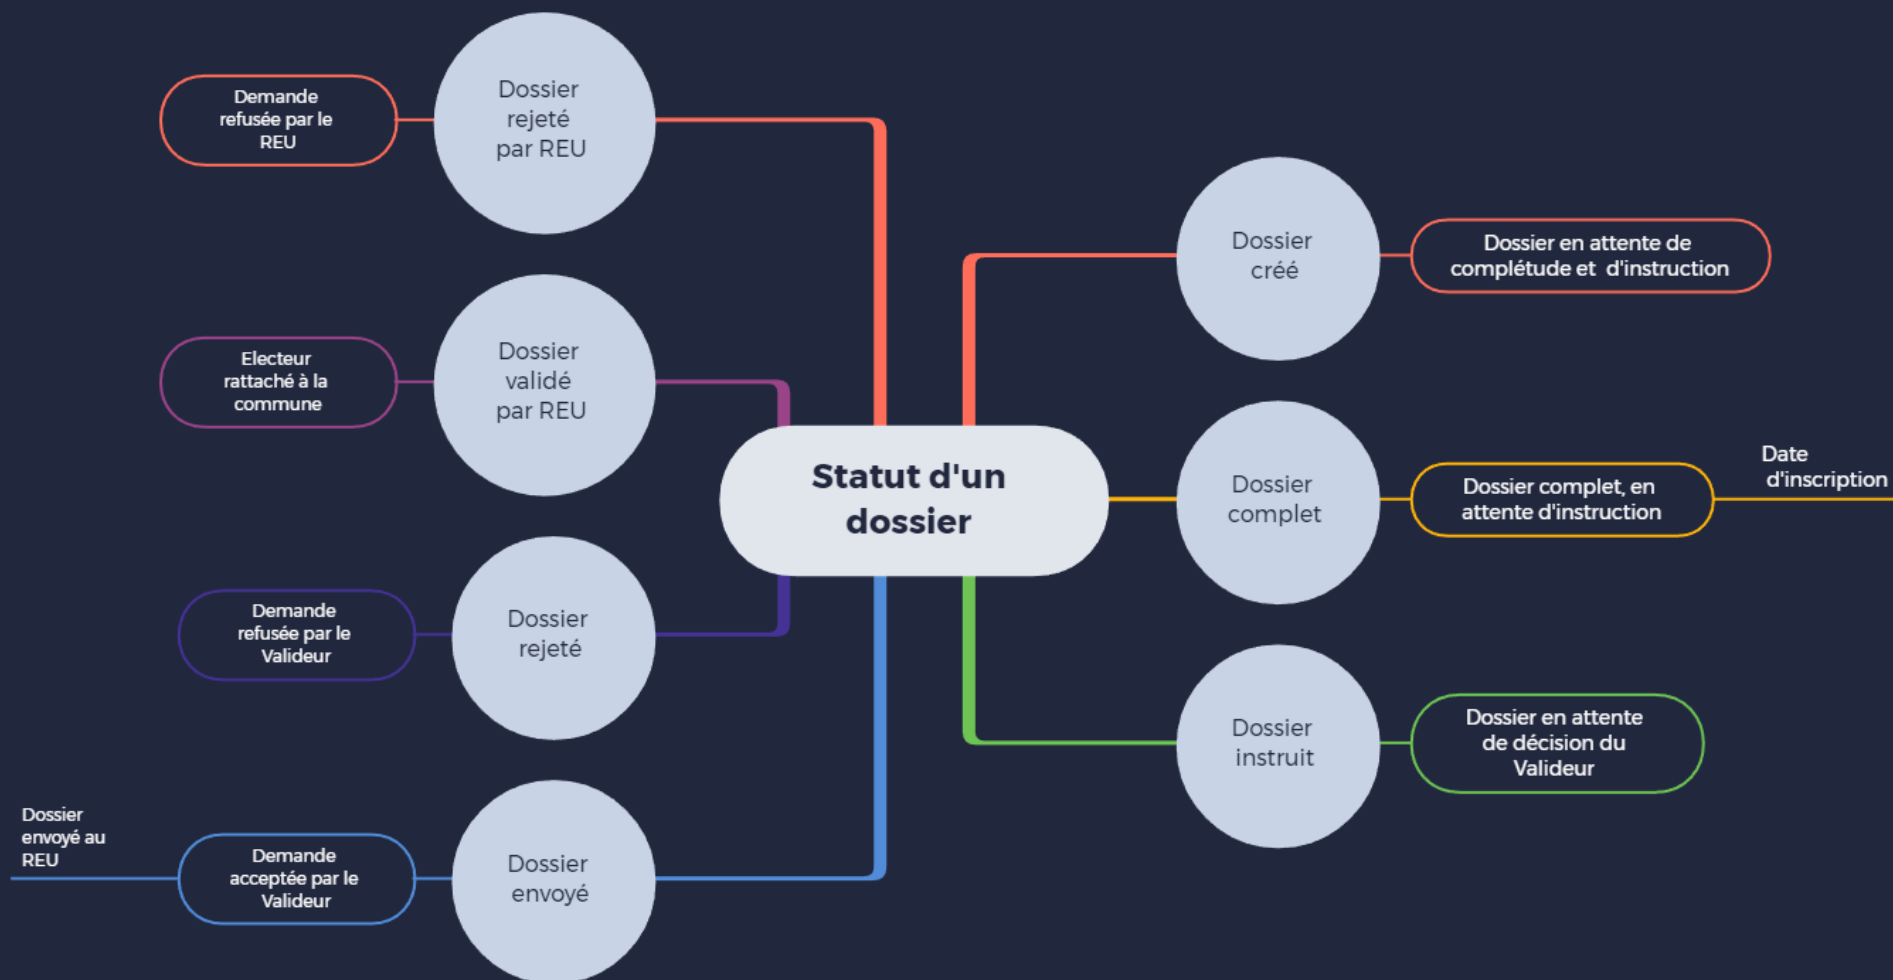 Statut d'un
dossier
Dossier
créé
Dossier en attente de
complétude et d'instruction
Dossier
complet
Dossier complet, en
attente d'instruction
Date
d'inscription
Dossier
instruit
Dossier en attente
de décision du
Valideur
Dossier
rejeté
par REU
Demande
refusée par le
REU
Dossier
validé
par REU
Electeur
rattaché à la
commune
Dossier
rejeté
Demande
refusée par le
Valideur
Dossier
envoyé
Demande
acceptée par le
Valideur
Dossier
envoyé au
REU